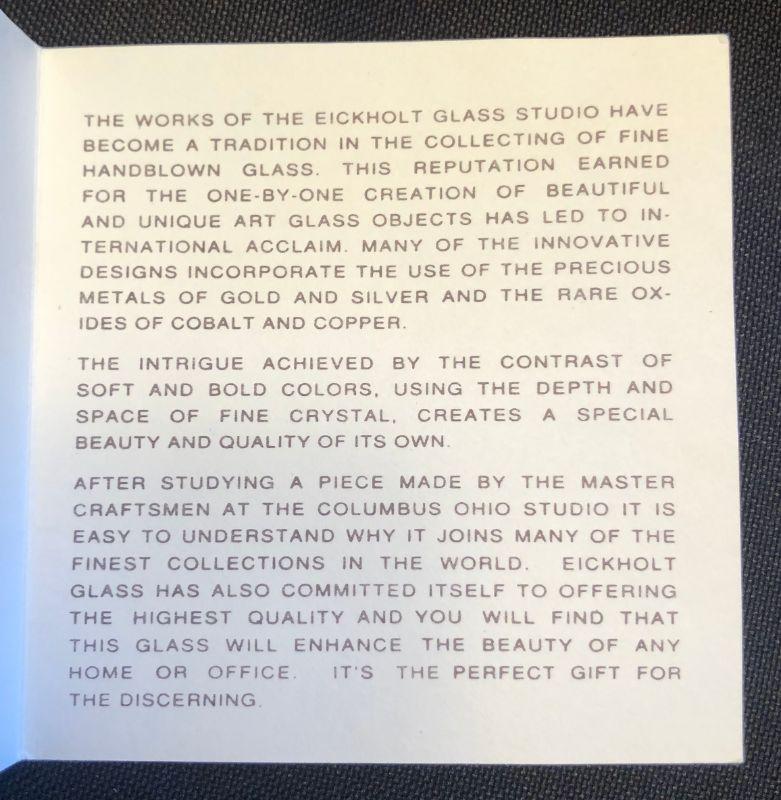 THE WORKS OF THE EICKHOLT GLASS STUDIO HAVE
BECOME A TRADITION IN THE COLLECTING OF FINE
HANDBLOWN GLASS. THIS REPUTATION EARNED
FOR THE ONE-BY-ONE CREATION OF BEAUTIFUL
AND UNIQUE ART GLASS OBJECTS HAS LED TO IN-
TERNATIONAL ACCLAIM. MANY OF THE INNOVATIVE
DESIGNS INCORPORATE THE USE OF THE PRECIOUS
METALS OF GOLD AND SILVER AND THE RARE OX-
IDES OF COBALT AND COPPER.
THE INTRIGUE ACHIEVED BY THE CONTRAST OF
SOFT AND BOLD COLORS, USING THE DEPTH AND
SPACE OF FINE CRYSTAL, CREATES A SPECIAL
BEAUTY AND QUALITY OF ITS OWN.
AFTER STUDYING A PIECE MADE BY THE MASTER
CRAFTSMEN AT THE COLUMBUS OHIO STUDIO IT IS
EASY TO UNDERSTAND WHY IT JOINS MANY OF THE
FINEST COLLECTIONS IN THE WORLD. EICKHOLT
GLASS HAS ALSO COMMITTED ITSELF TO OFFERING
THE HIGHEST QUALITY AND YOU WILL FIND THAT
THIS GLASS WILL ENHANCE THE BEAUTY OF ANY
HOME OR OFFICE. IT'S THE PERFECT GIFT FOR
THE DISCERNING.